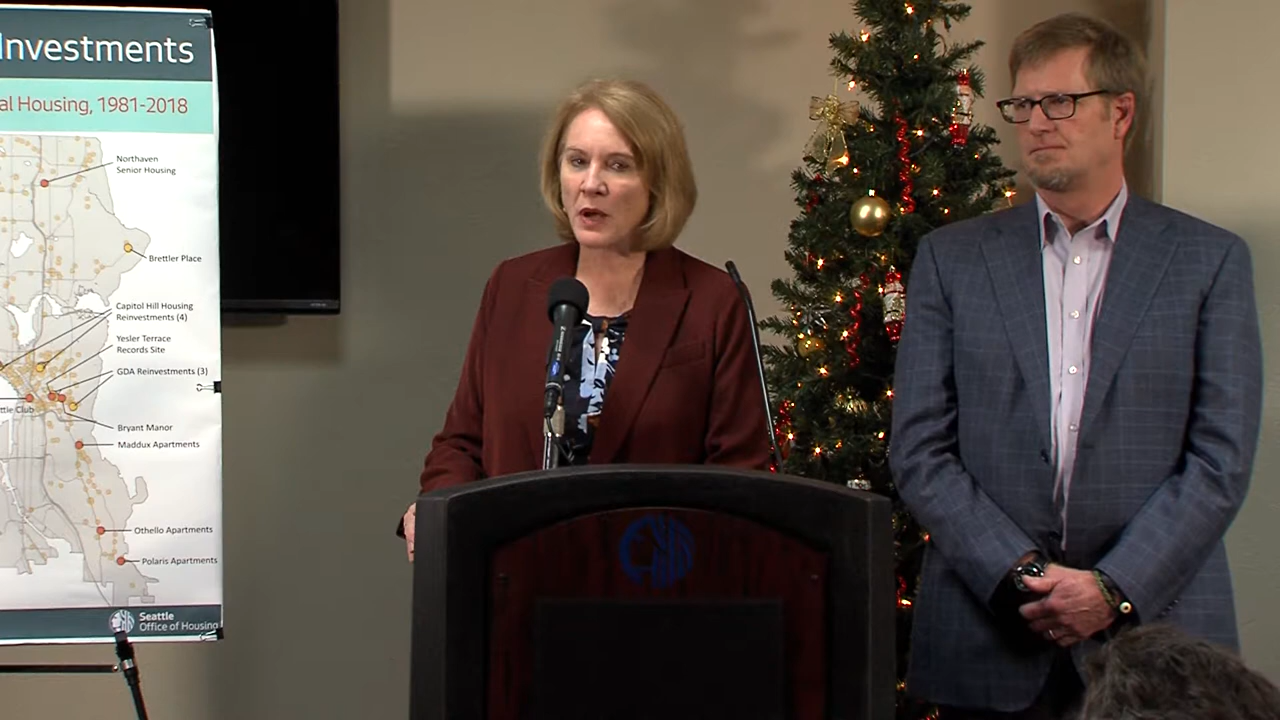 Investments
al Housing, 1981-2018
Northaven
Senior Housing
Brettler Place
Capitol Hill Housing
Reinvestments (4)
Yesler Terrace
Records Site
GDA Reinvestments (3)
ttle Club
Bryant Manor
Maddux Apartments
Othello Apartments
Polaris Apartments
Seattle
Office of Housing